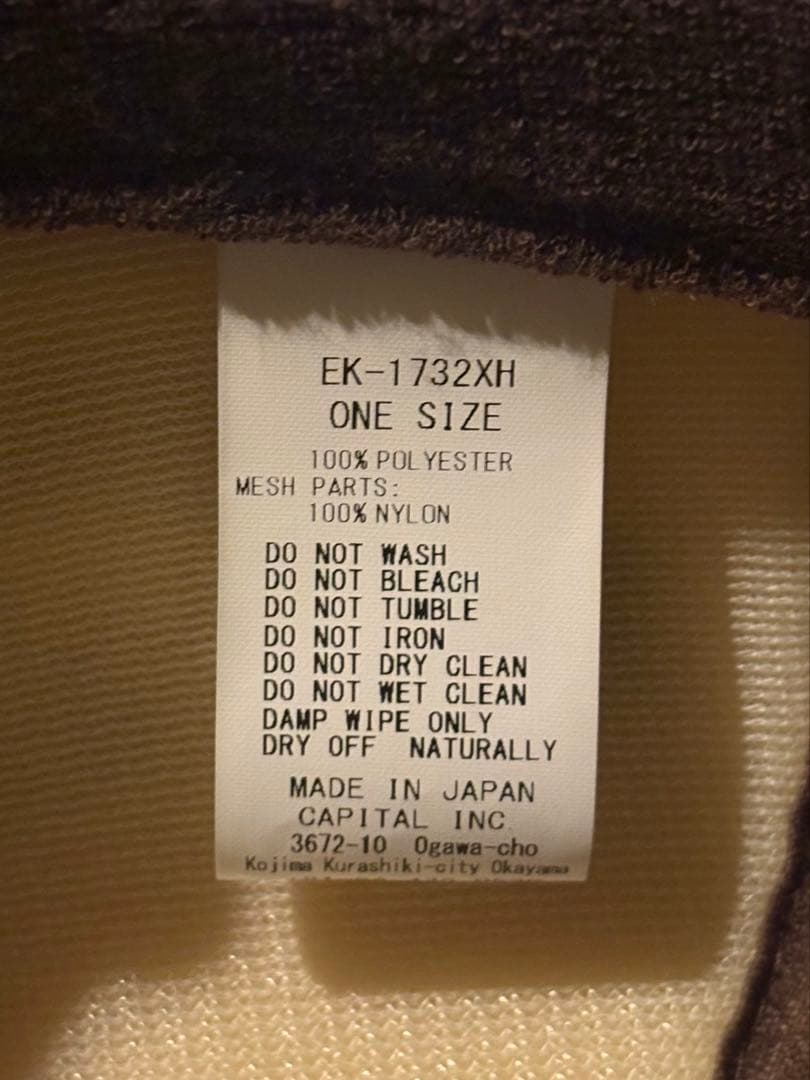 EK-1732XH
ONE SIZE
100% POLYESTER
MESH PARTS:
100% NYLON
DO NOT WASH
DO NOT BLEACH
DO NOT TUMBLE
DO NOT IRON
DO NOT DRY CLEAN
DO NOT WET CLEAN
DAMP WIPE ONLY
DRY OFF NATURALLY
MADE IN JAPAN
CAPITAL INC.
3672-10 Ogawa-cho
Kojima Kurashiki-city Okayama